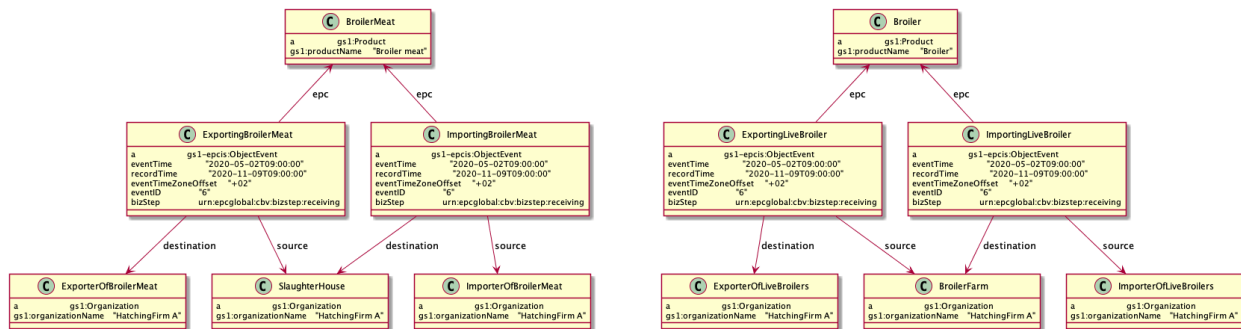 C BroilerMeat
a gs1:Product
gs1:productName "Broiler meat"
C Broiler
a gs1:Product
gs1:productName "Broiler"
epc
epc
epc
epc
C ExportingBroilerMeat
a gs1-epcis:ObjectEvent
eventTime "2020-05-02T09:00:00"
recordTime "2020-11-09T09:00:00"
eventTimeZoneOffset "+02"
eventID "6"
bizStep urn:epcglobal:cbv:bizstep:receiving
C ImportingBroilerMeat
a gs1-epcis:ObjectEvent
eventTime "2020-05-02T09:00:00"
recordTime "2020-11-09T09:00:00"
eventTimeZoneOffset "+02"
eventID "6"
bizStep urn:epcglobal:cbv:bizstep:receiving
C ExportingLiveBroiler
a gs1-epcis:ObjectEvent
eventTime "2020-05-02T09:00:00"
recordTime "2020-11-09T09:00:00"
eventTimeZoneOffset "+02"
eventID "6"
bizStep urn:epcglobal:cbv:bizstep:receiving
C ImportingLiveBroiler
a gs1-epcis:ObjectEvent
eventTime "2020-05-02T09:00:00"
recordTime "2020-11-09T09:00:00"
eventTimeZoneOffset "+02"
eventID "6"
bizStep urn:epcglobal:cbv:bizstep:receiving
destination
source
destination
source
destination
source
destination
source
C ExporterOfBroilerMeat
a gs1:Organization
gs1:organizationName "HatchingFirm A"
C SlaughterHouse
a gs1:Organization
gs1:organizationName "HatchingFirm A"
C ImporterOfBroilerMeat
a gs1:Organization
gs1:organizationName "HatchingFirm A"
C ExporterOfLiveBroilers
a gs1:Organization
gs1:organizationName "HatchingFirm A"
C BroilerFarm
a gs1:Organization
gs1:organizationName "HatchingFirm A"
C ImporterOfLiveBroilers
a gs1:Organization
gs1:organizationName "HatchingFirm A"